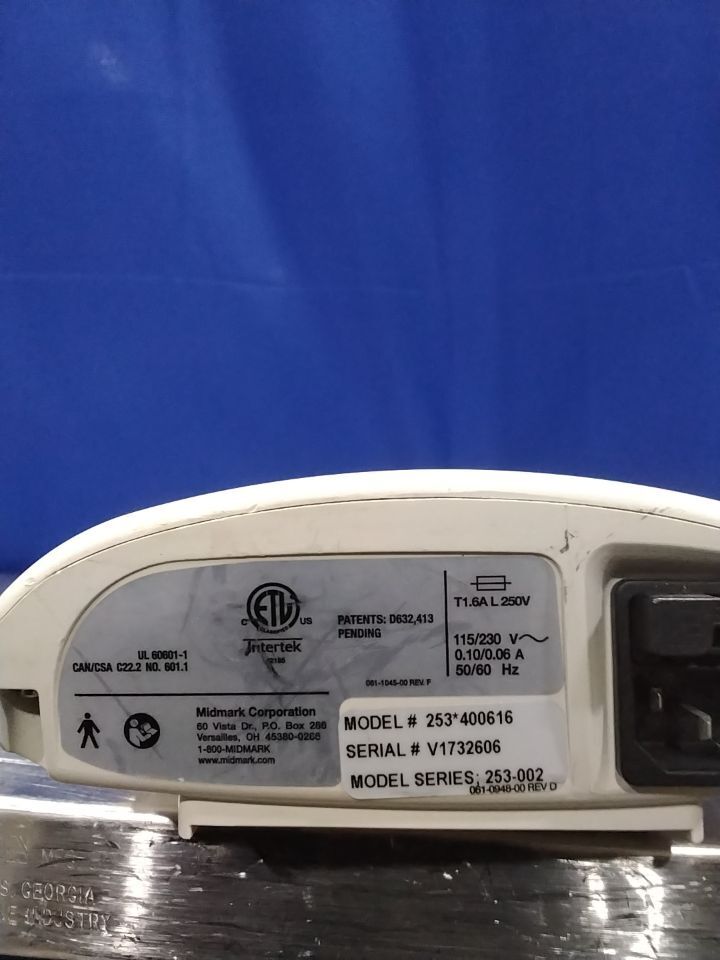 C ETL US
CLASSIFIED
Intertek
UL 60601-1
CAN/CSA C22.2 NO. 601.1
PATENTS: D632,413
PENDING
061-1045-00 REV. F
T1.6A L 250V
115/230 V~
0.10/0.06 A
50/60 Hz
Midmark Corporation
60 Vista Dr., P.O. Box 286
Versailles, OH 45380-0286
1-800-MIDMARK
www.midmark.com
MODEL # 253*400616
SERIAL # V1732606
MODEL SERIES: 253-002
061-0948-00 REV D
GEORGIA
INDUSTRY